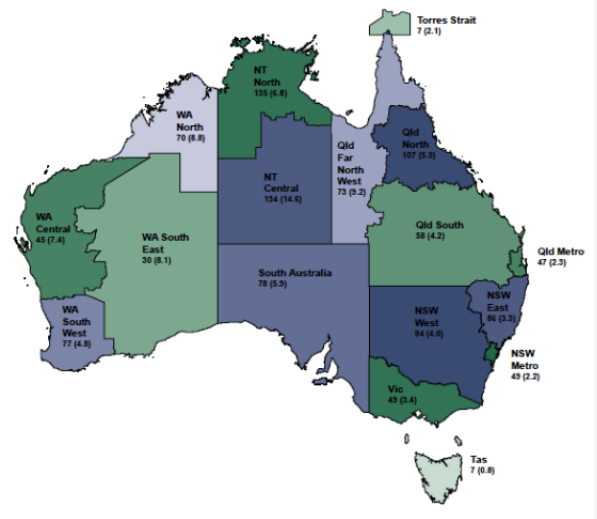 Torres Strait
7 (2.1)
NT
North
135 (6.8)
WA
North
70 (8.8)
Qld
North
107 (5.5)
Qld
Far
North
West
73 (9.2)
NT
Central
134 (14.6)
WA
Central
45 (7.4)
WA South
East
30 (8.1)
Qld South
58 (4.2)
Qld Metro
47 (2.3)
South Australia
78 (5.9)
WA
South
West
77 (4.8)
NSW
West
94 (4.0)
NSW
East
86 (3.3)
NSW
Metro
49 (2.2)
Vic
49 (3.4)
Tas
7 (0.8)